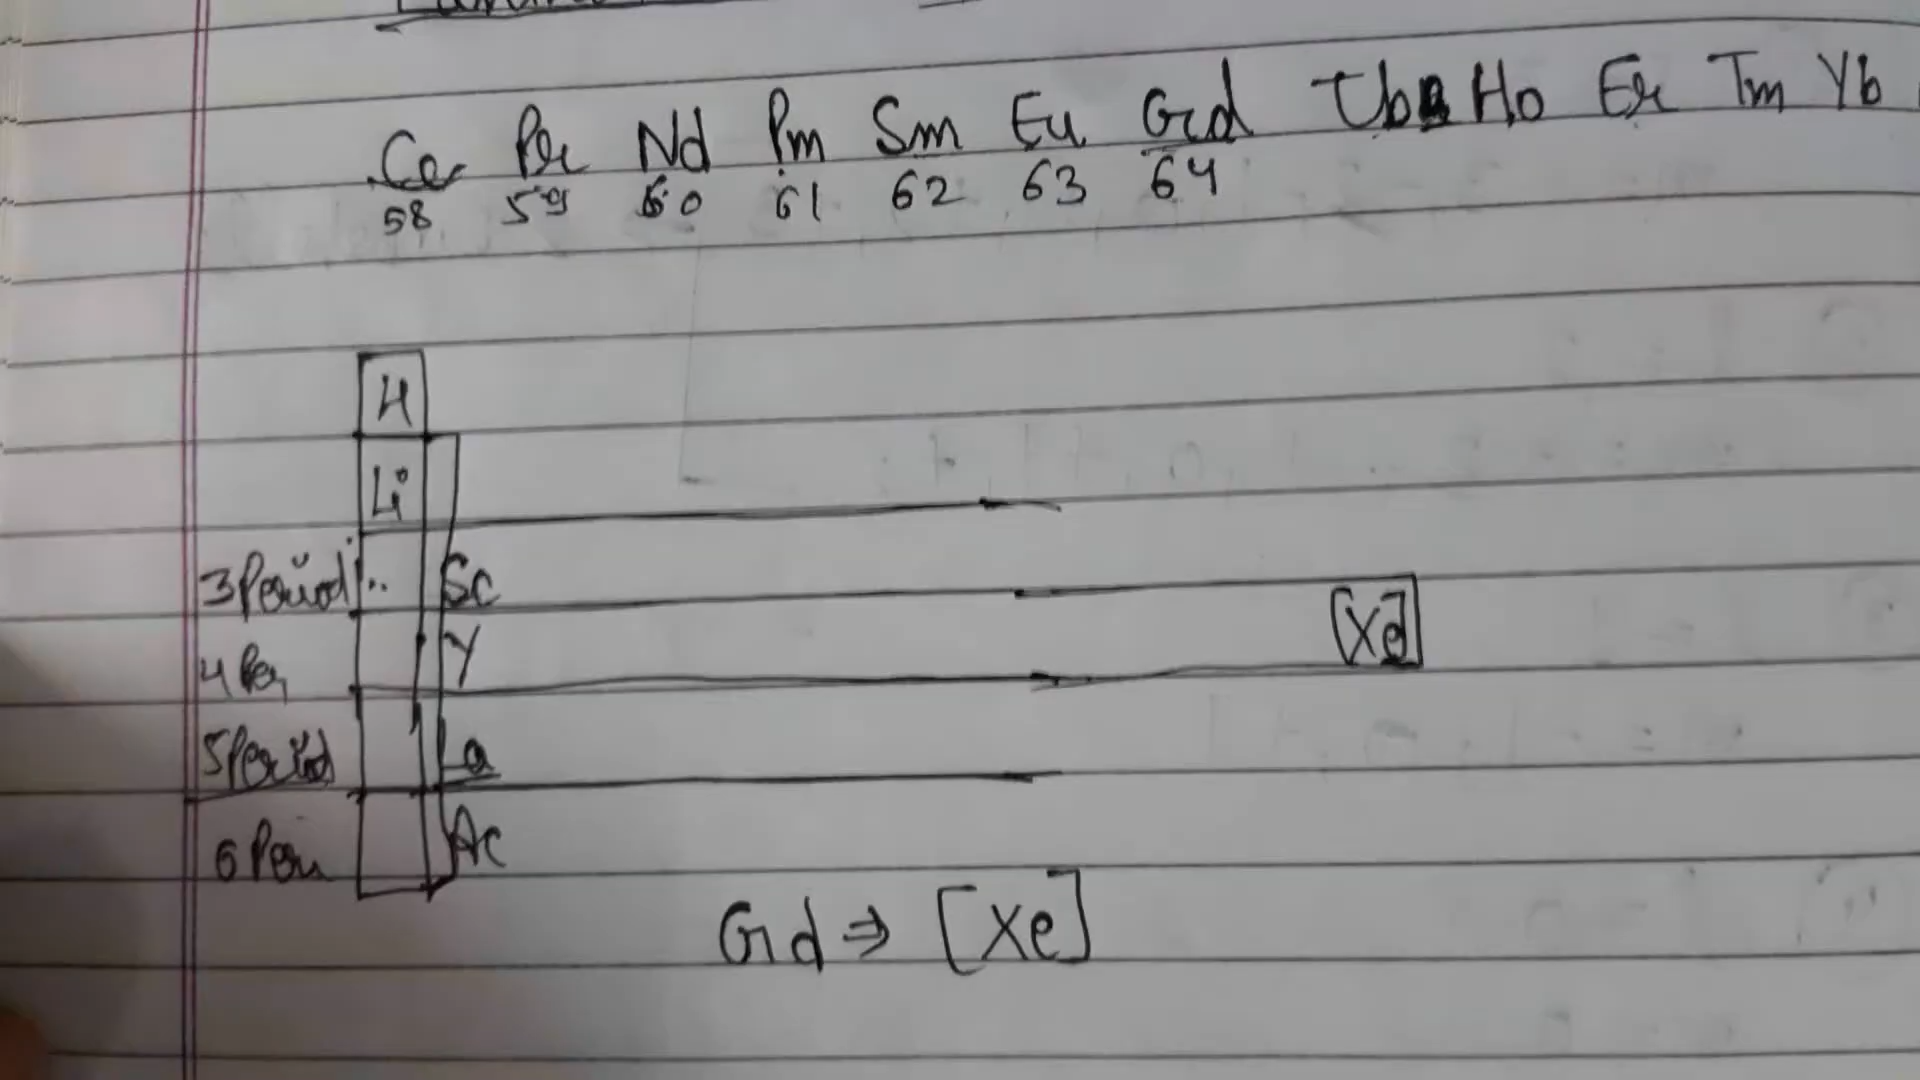 Ce Pr Nd Pm Sm Eu Gd Tb Ho Er Tm Yb
58 59 60 61 62 63 64
H
Li
3 Period .. Sc
[Xe]
4 Per Y
5 Period La
6 Peri Ac
Gd ⇒ [Xe]